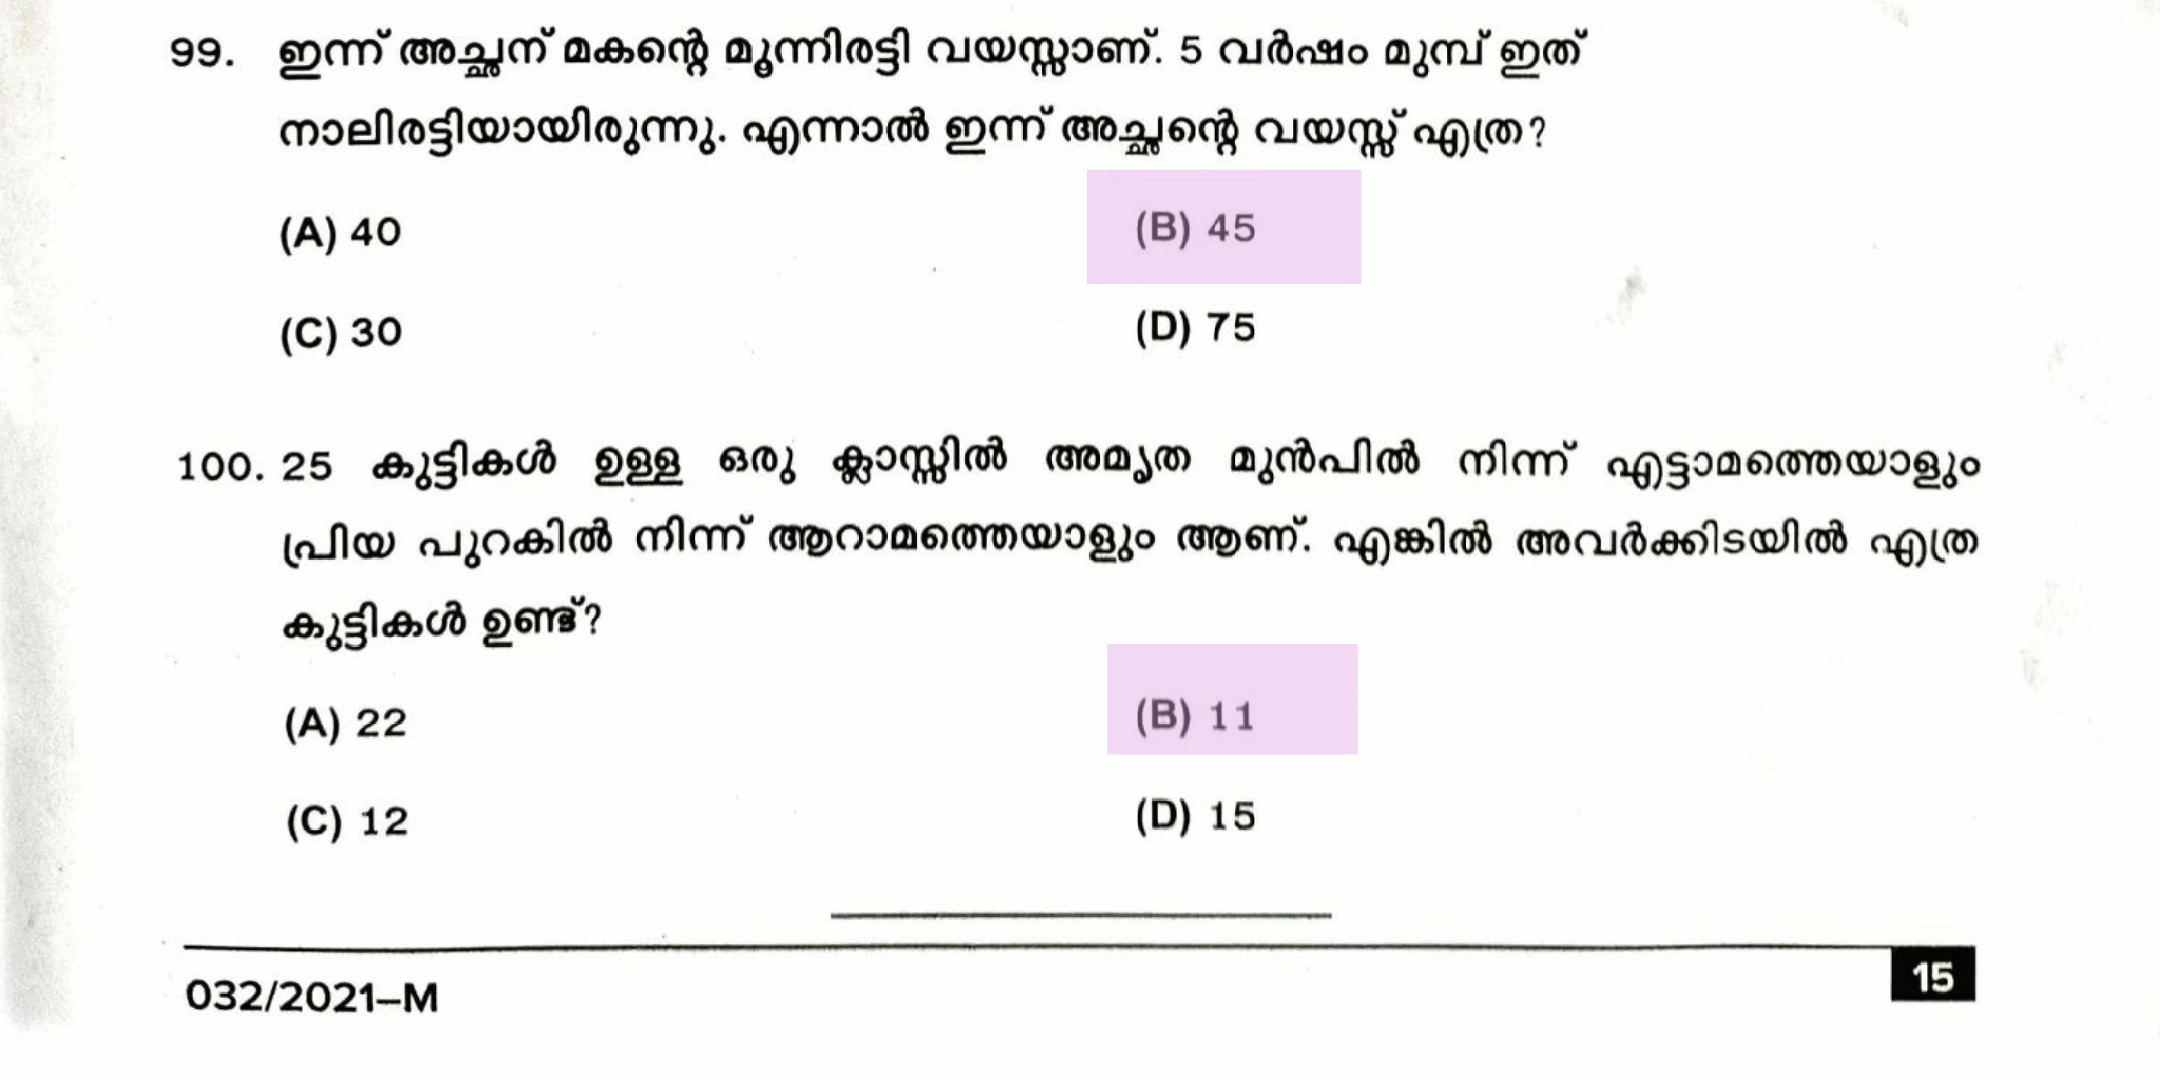 99. ഇന്ന് അച്ഛന് മകന്റെ മൂന്നിരട്ടി വയസ്സാണ്. 5 വർഷം മുമ്പ് ഇത്
നാലിരട്ടിയായിരുന്നു. എന്നാൽ ഇന്ന് അച്ഛന്റെ വയസ്സ് എത്ര?
(A) 40 (B) 45
(C) 30 (D) 75
100. 25 കുട്ടികൾ ഉള്ള ഒരു ക്ലാസ്സിൽ അമൃത മുൻപിൽ നിന്ന് എട്ടാമത്തെയാളും
പ്രിയ പുറകിൽ നിന്ന് ആറാമത്തെയാളും ആണ്. എങ്കിൽ അവർക്കിടയിൽ എത്ര
കുട്ടികൾ ഉണ്ട്?
(A) 22 (B) 11
(C) 12 (D) 15
032/2021–M 15